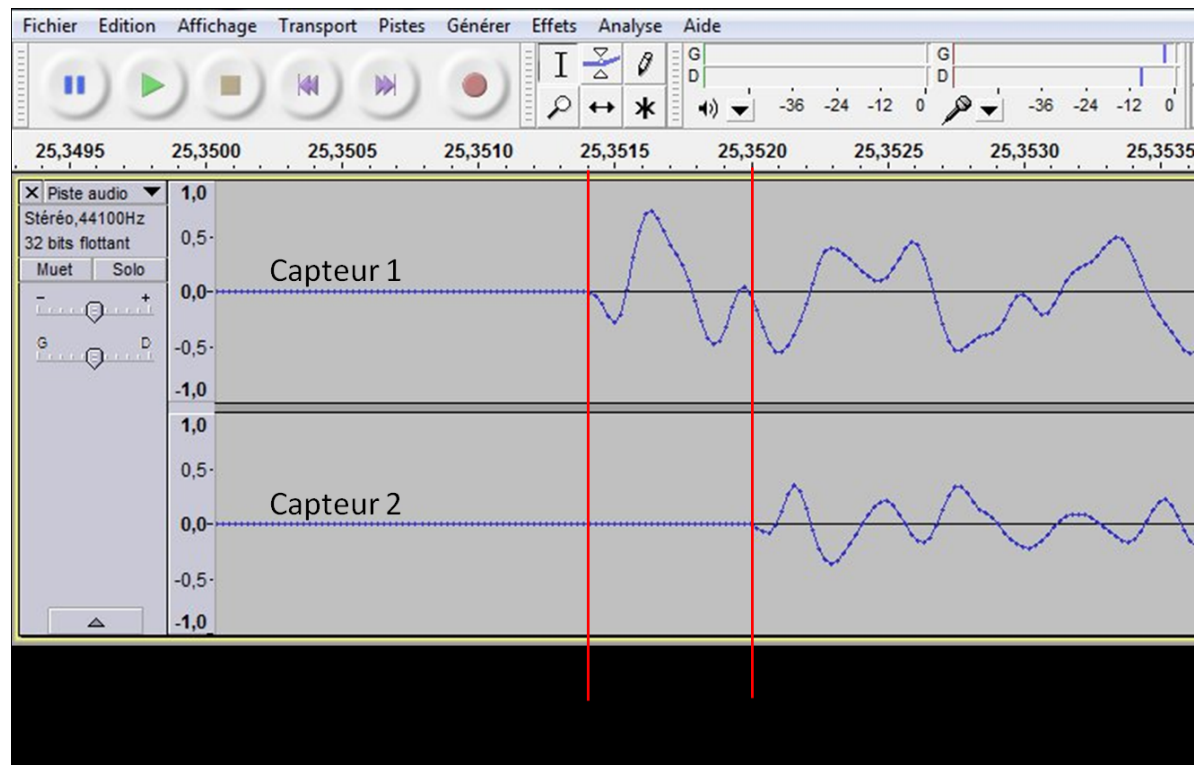 Fichier Edition Affichage Transport Pistes Générer Effets Analyse Aide
G
D
-36 -24 -12 0
G
D
-36 -24 -12 0
25,3495 25,3500 25,3505 25,3510 25,3515 25,3520 25,3525 25,3530 25,3535
X Piste audio
Stéréo,44100Hz
32 bits flottant
Muet Solo
- +
G D
1,0
0,5-
0,0-
-0,5-
-1,0
Capteur 1
1,0
0,5-
0,0-
-0,5-
-1,0
Capteur 2